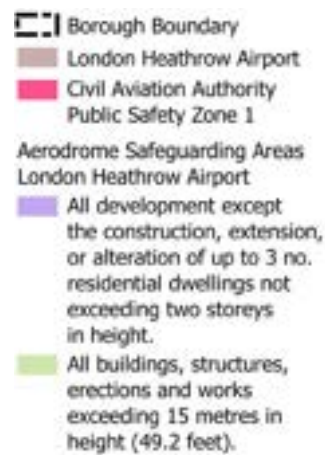 Borough Boundary
London Heathrow Airport
Civil Aviation Authority
Public Safety Zone 1
Aerodrome Safeguarding Areas
London Heathrow Airport
All development except
the construction, extension,
or alteration of up to 3 no.
residential dwellings not
exceeding two storeys
in height.
All buildings, structures,
erections and works
exceeding 15 metres in
height (49.2 feet).